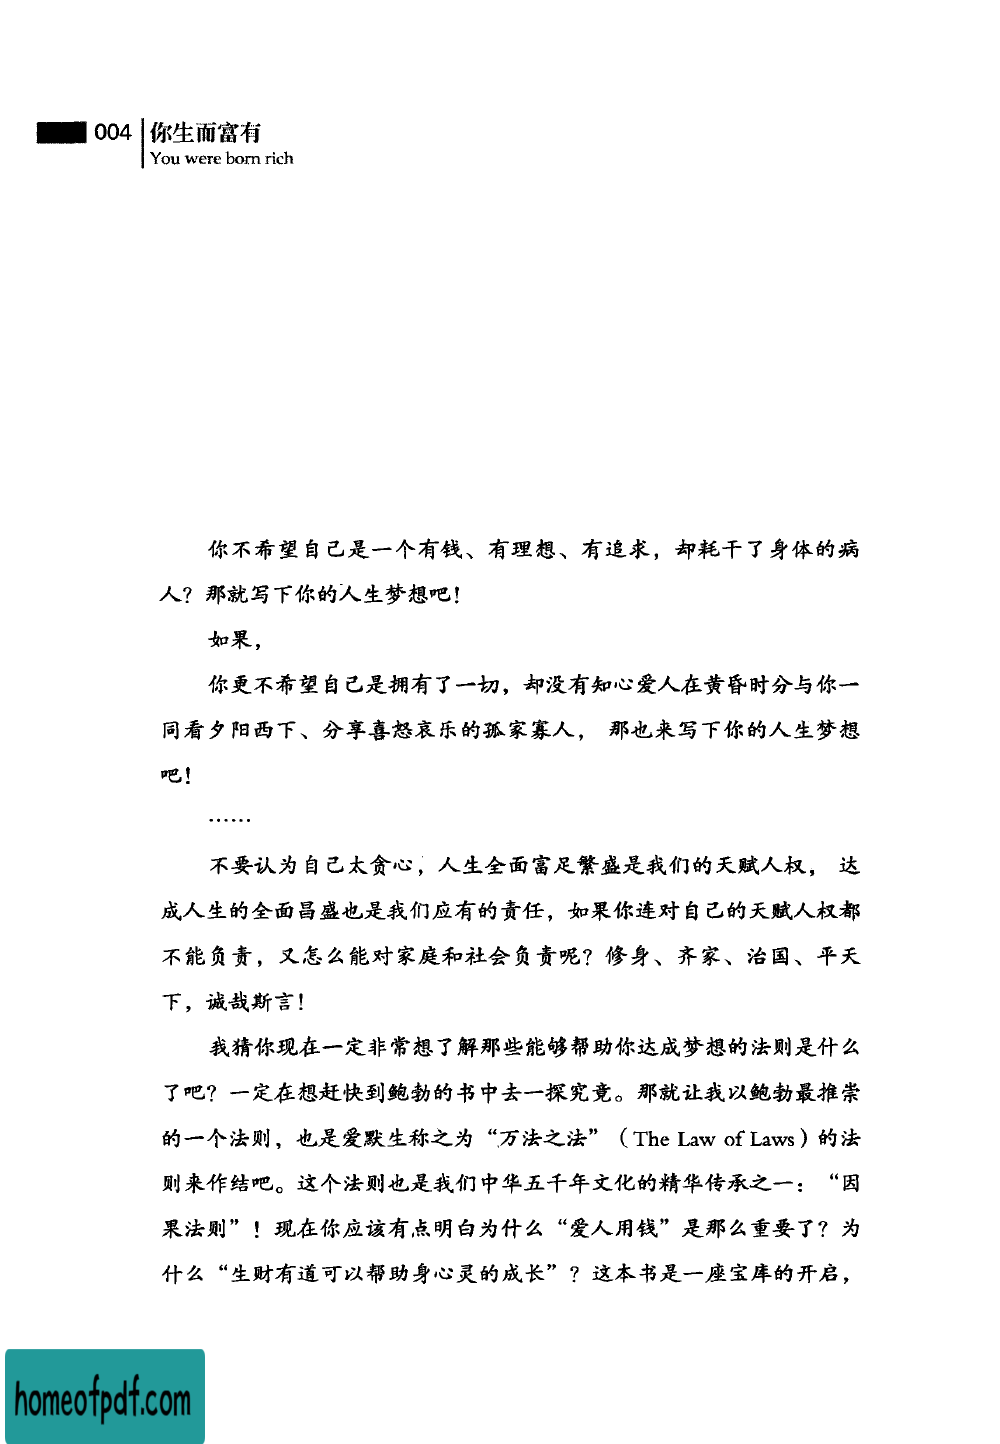 004 你生而富有
You were born rich
你不希望自己是一个有钱、有理想、有追求，却耗干了身体的病
人？那就写下你的人生梦想吧！
如果，
你更不希望自己是拥有了一切，却没有知心爱人在黄昏时分与你一
同看夕阳西下、分享喜怒哀乐的孤家寡人， 那也来写下你的人生梦想
吧！
……
不要认为自己太贪心，人生全面富足繁盛是我们的天赋人权， 达
成人生的全面昌盛也是我们应有的责任，如果你连对自己的天赋人权都
不能负责，又怎么能对家庭和社会负责呢？修身、齐家、治国、平天
下，诚哉斯言！
我猜你现在一定非常想了解那些能够帮助你达成梦想的法则是什么
了吧？一定在想赶快到鲍勃的书中去一探究竟。那就让我以鲍勃最推崇
的一个法则，也是爱默生称之为“万法之法”（The Law of Laws）的法
则来作结吧。这个法则也是我们中华五千年文化的精华传承之一：“因
果法则”！现在你应该有点明白为什么“爱人用钱”是那么重要了？为
什么“生财有道可以帮助身心灵的成长”？这本书是一座宝库的开启，
homeofpdf.com